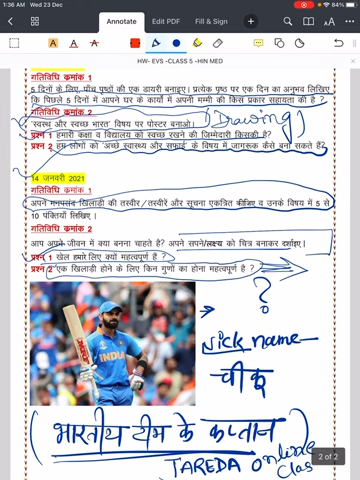 1:36 AM Wed 23 Dec
84%
Annotate Edit Fill & Sign
HW- EVS -CLASS 5 -HIN MED
गतिविधि क्रमांक 1
5 दिनों के लिए, पाँच पृष्ठों की एक डायरी बनाइए। प्रत्येक पृष्ठ पर एक दिन का अनुभव लिखिए
कि पिछले 5 दिनों में आपने घर के कार्यों में अपनी मम्मी की किस प्रकार सहायता की है ?
गतिविधि क्रमांक 2
'स्वस्थ और स्वच्छ भारत' विषय पर पोस्टर बनाओ।
(Drawing)
प्रश्न 1 हमारी कक्षा व विद्यालय को स्वच्छ रखने की जिम्मेदारी किसकी है?
प्रश्न 2 हम लोगों को 'अच्छे स्वास्थ्य और सफाई' के विषय में जागरूक कैसे बना सकते हैं?
14 जनवरी 2021
गतिविधि क्रमांक 1
अपने मनपसंद खिलाड़ी की तस्वीर/तस्वीरें और सूचना एकत्रित कीजिए व उनके विषय में 5 से
10 पंक्तियाँ लिखिए।
गतिविधि क्रमांक 2
आप अपने जीवन में क्या बनना चाहते है? अपने सपने/लक्ष्य को चित्र बनाकर दर्शाइए।
प्रश्न 1 खेल हमारे लिए क्यों महत्वपूर्ण हैं ?
प्रश्न 2 एक खिलाड़ी होने के लिए किन गुणों का होना महत्वपूर्ण है ?
?
INDIA
Nick name-
चीकू
(भारतीय टीम के कप्तान)
2 of 2
TAREDA online
Class